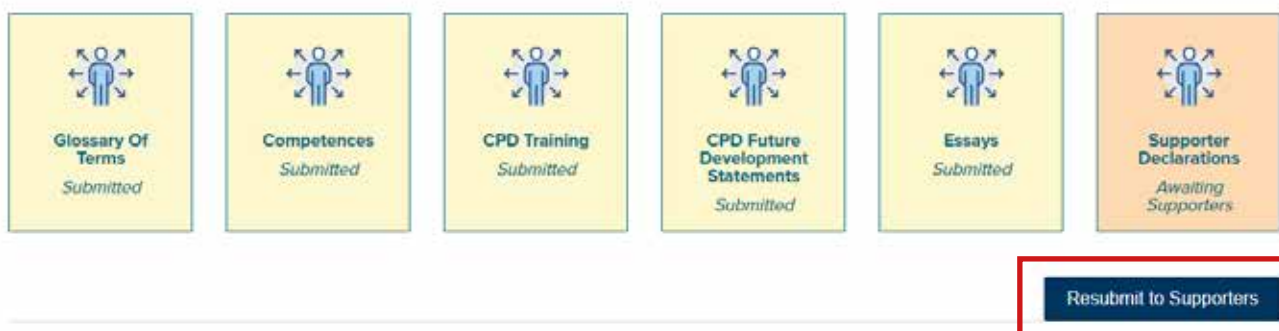 Glossary Of
Terms
Submitted
Competences
Submitted
CPD Training
Submitted
CPD Future
Development
Statements
Submitted
Essays
Submitted
Supporter
Declarations
Awaiting
Supporters
Resubmit to Supporters